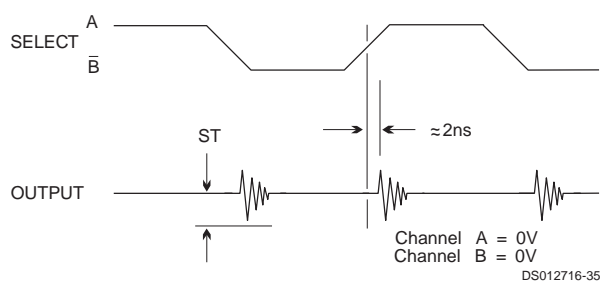 A
SELECT
B̅
≈2ns
ST
OUTPUT
Channel A = 0V
Channel B = 0V
DS012716-35